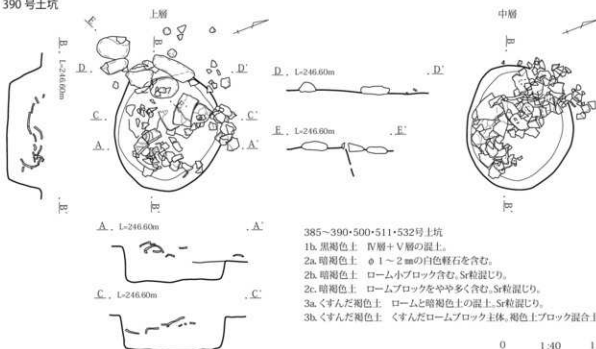 390 号土坑
上層
中層
E
B
B
D
D'
C
C'
A
A'
B'
B'
B
L=246.60m
B'
D L=246.60m D'
E L=246.60m E'
A L=246.60m A'
C L=246.60m C'
385～390・500・511・532号土坑
1b. 黒褐色土 Ⅳ層＋Ⅴ層の混土。
2a. 暗褐色土 φ1～2㎜の白色軽石を含む。
2b. 暗褐色土 ローム小ブロック含む。Sr粒混じり。
2c. 暗褐色土 ロームブロックをやや多く含む。Sr粒混じり。
3a. くすんだ褐色土 ロームと暗褐色土の混土。Sr粒混じり。
3b. くすんだ褐色土 くすんだロームブロック主体。褐色土ブロック混合土
0 1:40 1